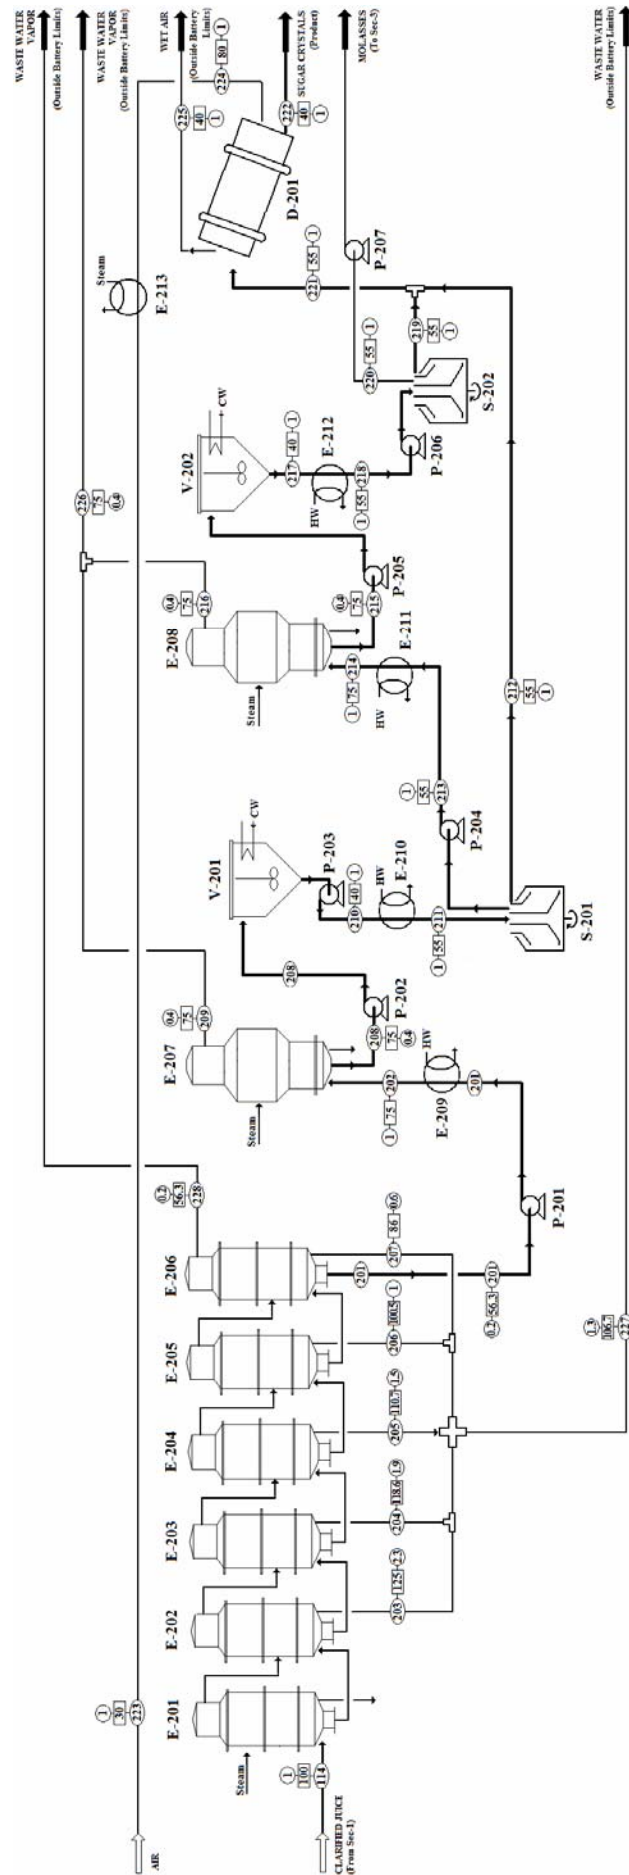 WASTE WATER
VAPOR
(Outside Battery Limits)
WASTE WATER
VAPOR
(Outside Battery Limits)
WET AIR
(Outside Battery
Limits)
SUGAR CRYSTALS
(Product)
MOLASSES
(To Sec-3)
WASTE WATER
(Outside Battery Limits)
1
80
224
225
40
1
222
40
1
D-201
Steam
E-213
P-207
221
55
1
220
55
1
219
55
1
S-202
P-206
226
75
0.4
V-202
CW
217
40
1
E-212
HW
218
55
1
P-205
0.4
75
215
0.4
75
216
E-208
Steam
E-211
214
75
1
HW
212
55
1
1
55
213
P-204
V-201
CW
P-203
E-210
HW
210
40
1
1
55
211
S-201
208
P-202
208
75
0.4
0.4
75
209
E-207
Steam
HW
202
75
1
E-209
201
P-201
0.2
56.3
228
E-206
207
86
0.6
201
201
56.3
0.2
E-205
206
100.5
1
E-204
205
110.7
1.5
1.3
106.7
227
E-203
204
118.6
1.9
E-202
203
125
2.3
E-201
Steam
1
30
223
1
100
114
AIR
CLARIFIED JUICE
(From Sec-1)